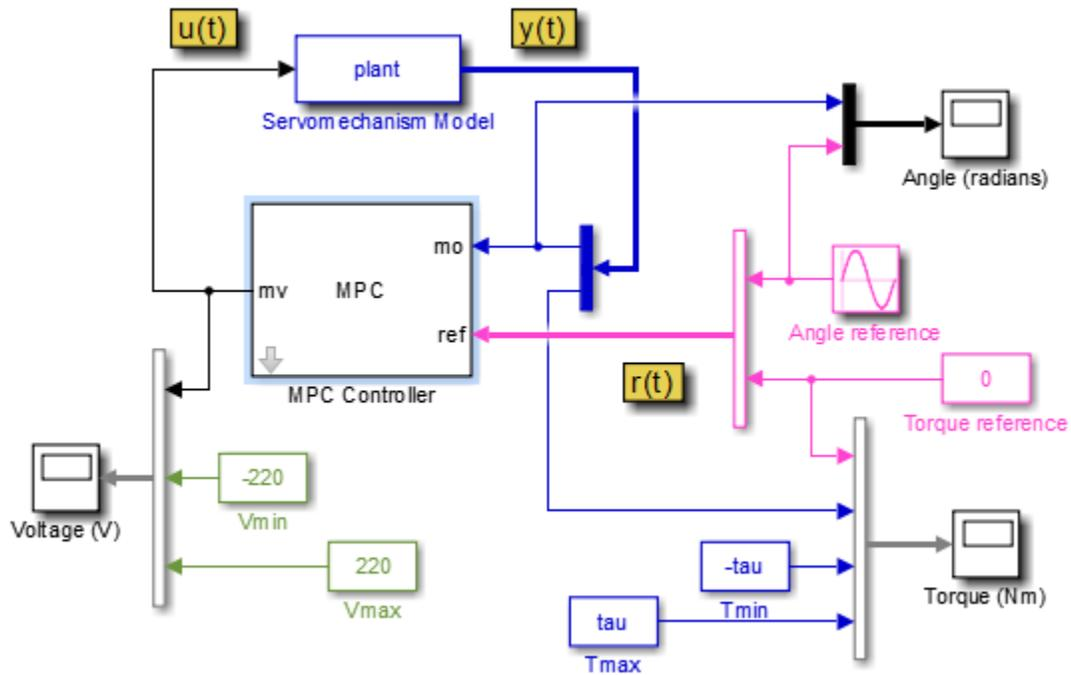 u(t)
y(t)
plant
Servomechanism Model
Angle (radians)
mo
mv
MPC
ref
MPC Controller
Angle reference
r(t)
0
Torque reference
-220
Vmin
Voltage (V)
220
Vmax
-tau
Tmin
Torque (Nm)
tau
Tmax